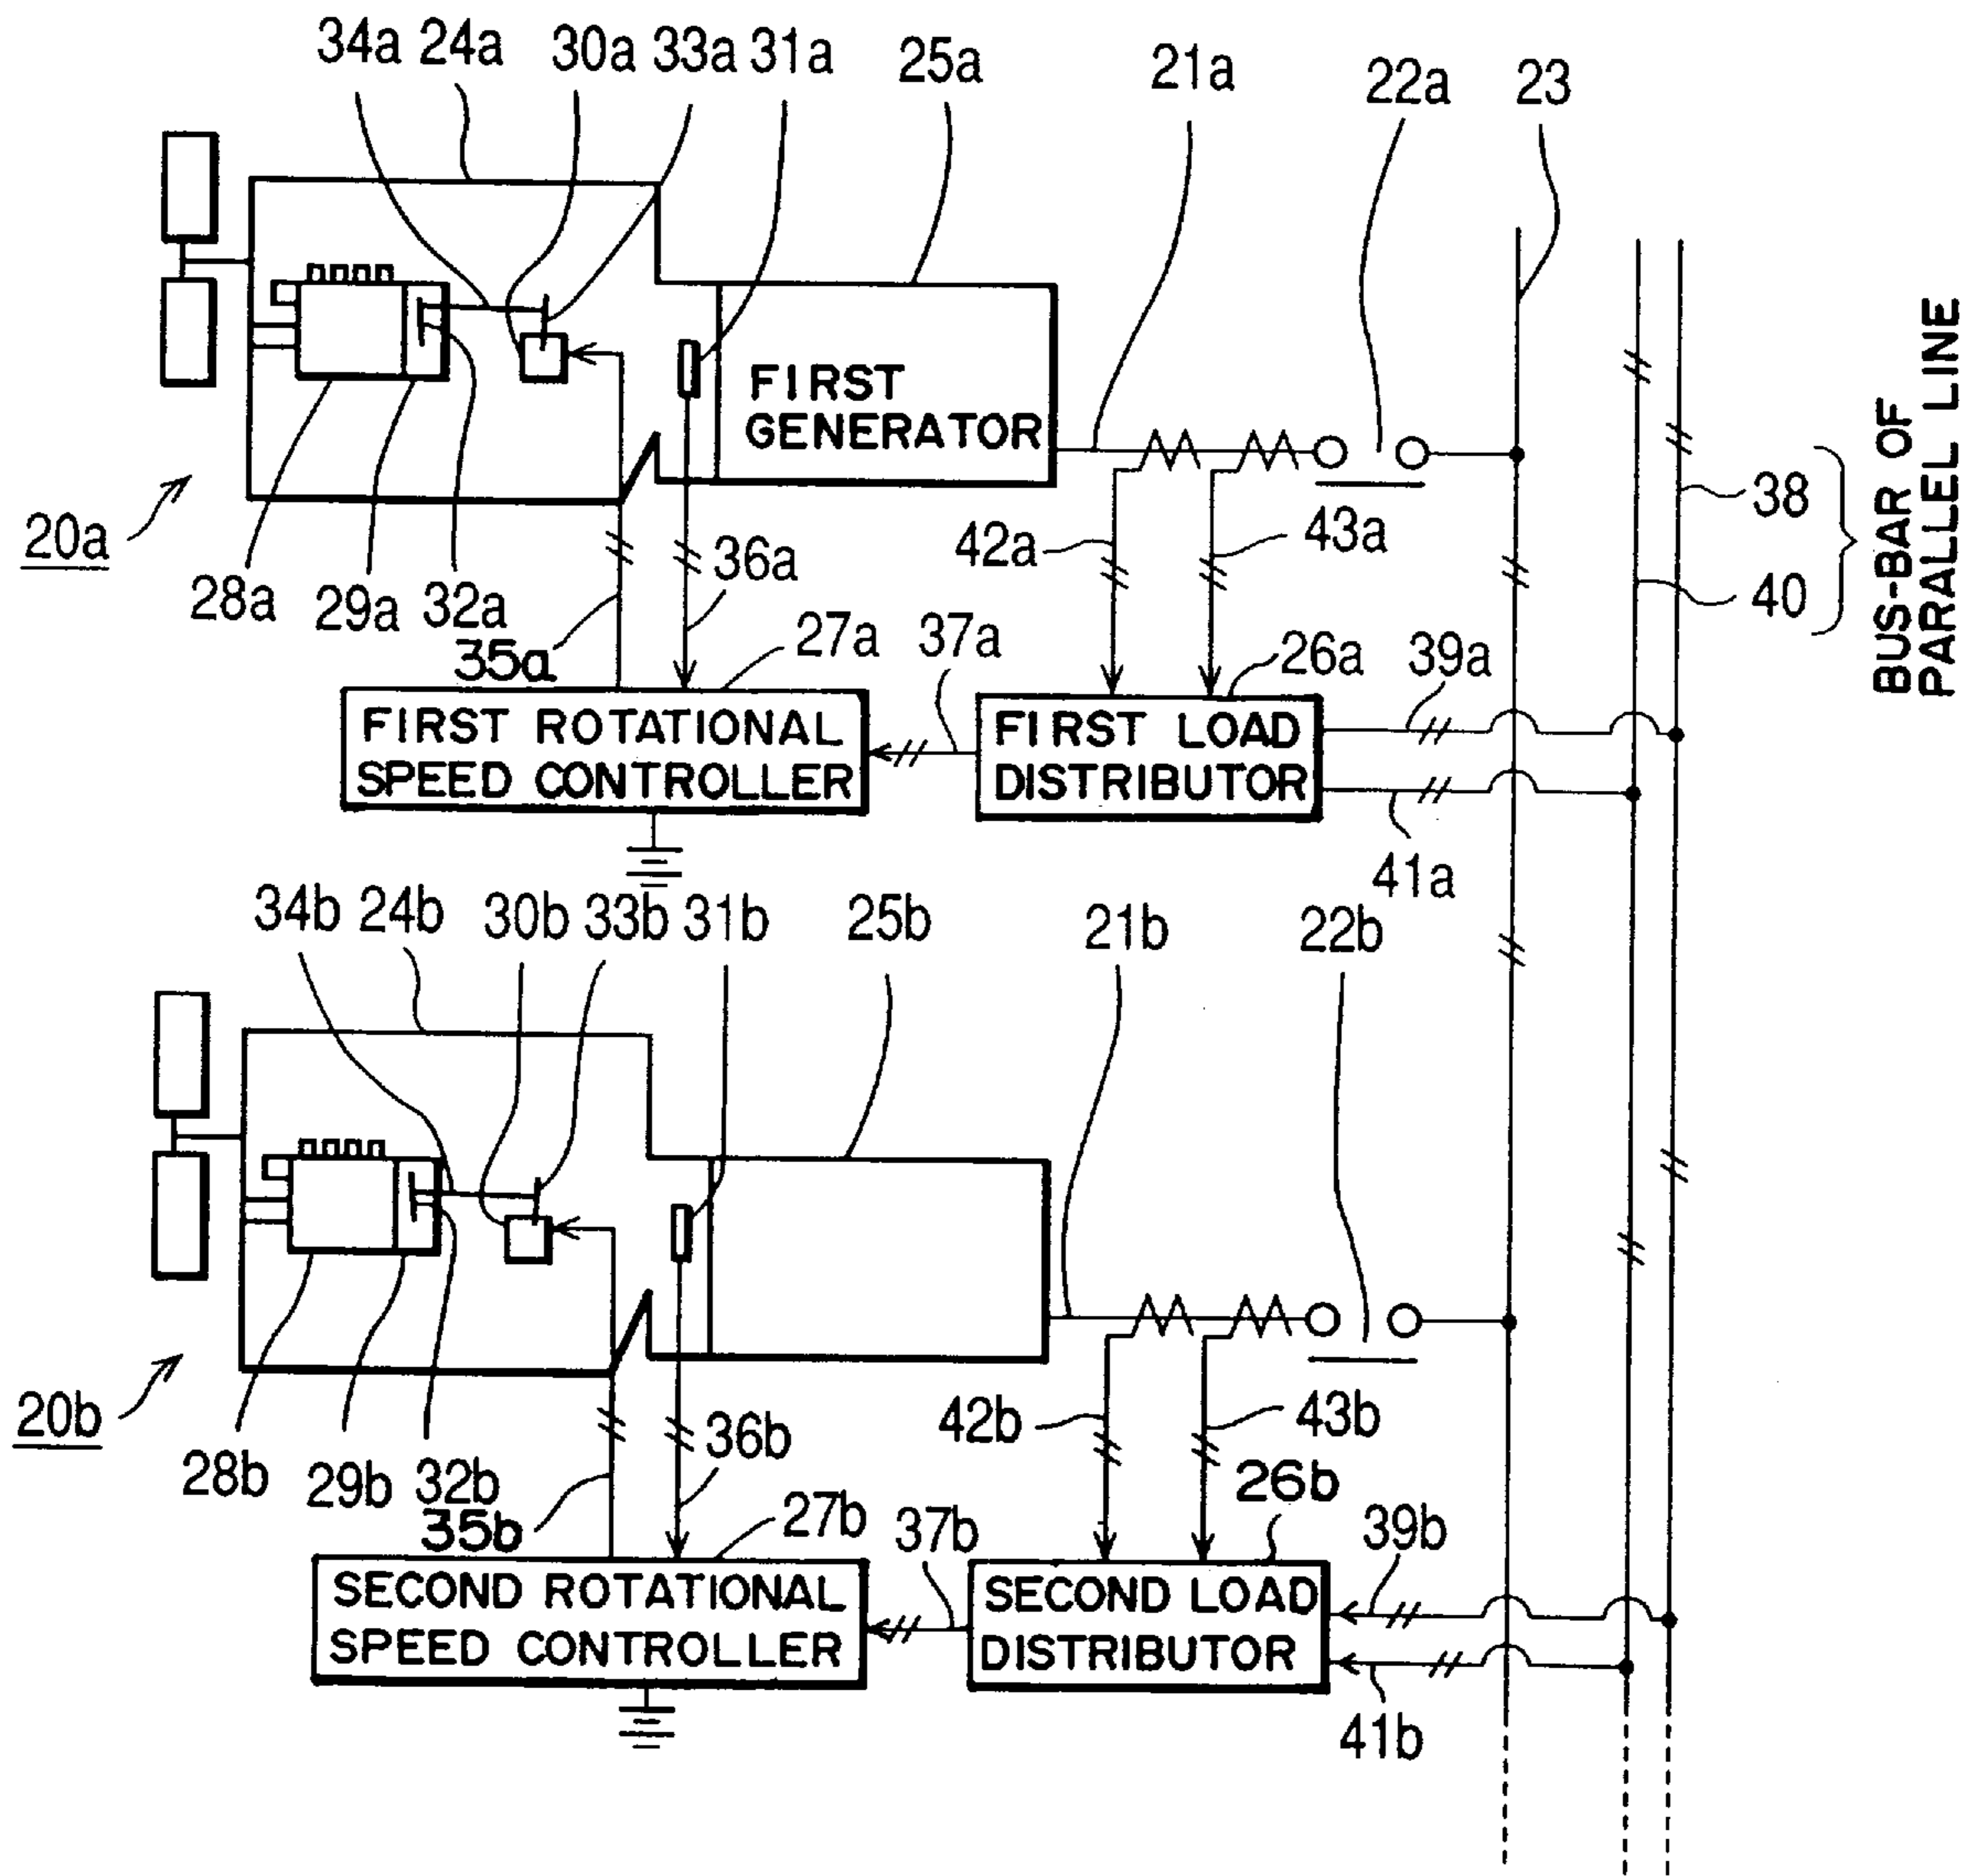 34a 24a 30a 33a 31a 25a 21a 22a 23
FIRST
GENERATOR
20a
28a 29a 32a
35a
36a
42a
43a
38
40
BUS-BAR OF
PARALLEL LINE
27a
37a
26a
39a
FIRST ROTATIONAL
SPEED CONTROLLER
FIRST LOAD
DISTRIBUTOR
41a
34b 24b 30b 33b 31b 25b 21b 22b
20b
28b 29b 32b
35b
36b
42b
43b
27b
37b
26b
39b
SECOND ROTATIONAL
SPEED CONTROLLER
SECOND LOAD
DISTRIBUTOR
41b